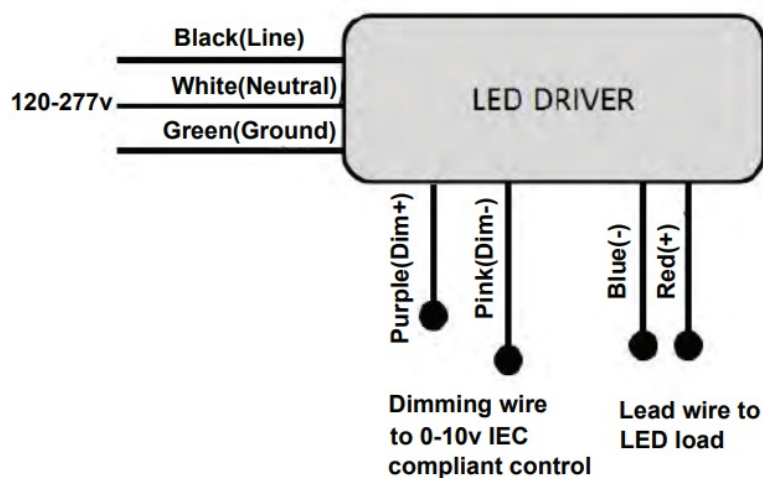 Black(Line)
White(Neutral)
120-277v
Green(Ground)
LED DRIVER
Purple(Dim+)
Pink(Dim-)
Blue(-)
Red(+)
Dimming wire
to 0-10v IEC
compliant control
Lead wire to
LED load